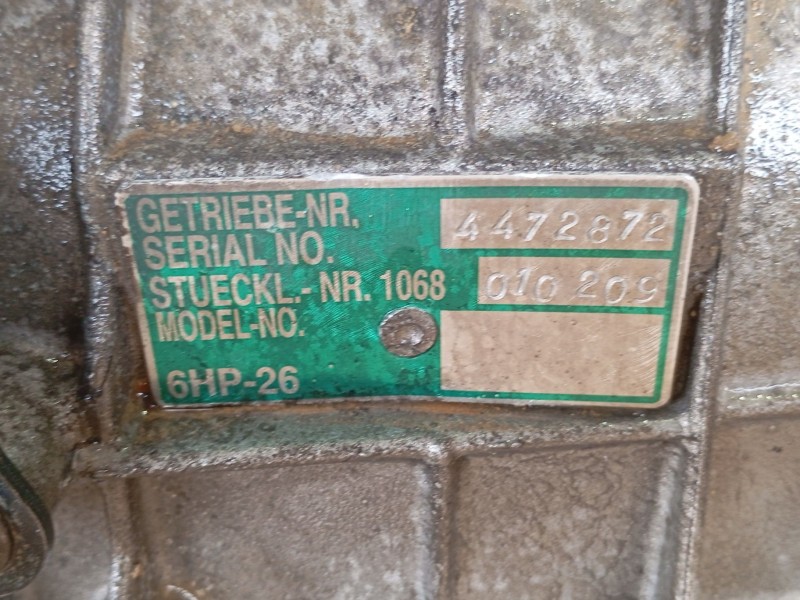 GETRIEBE-NR. 4472872
SERIAL NO.
STUECKL.- NR. 1068 010 209
MODEL-NO.
6HP-26